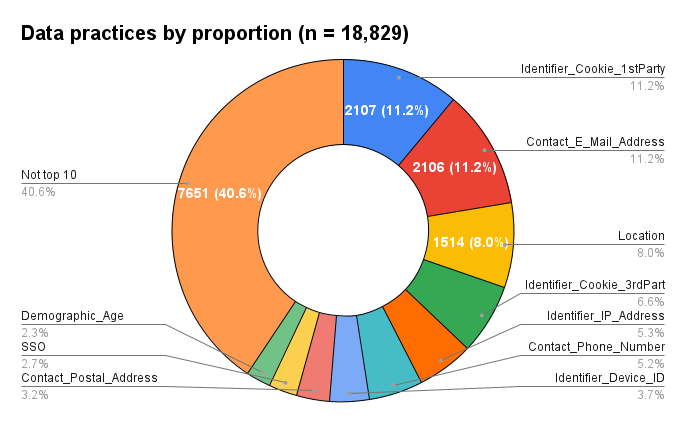 Data practices by proportion (n = 18,829)
Identifier_Cookie_1stParty
11.2%
2107 (11.2%)
Contact_E_Mail_Address
11.2%
2106 (11.2%)
Not top 10
40.6%
7651 (40.6%)
Location
8.0%
1514 (8.0%)
Identifier_Cookie_3rdPart
6.6%
Identifier_IP_Address
5.3%
Demographic_Age
2.3%
Contact_Phone_Number
5.2%
SSO
2.7%
Identifier_Device_ID
3.7%
Contact_Postal_Address
3.2%